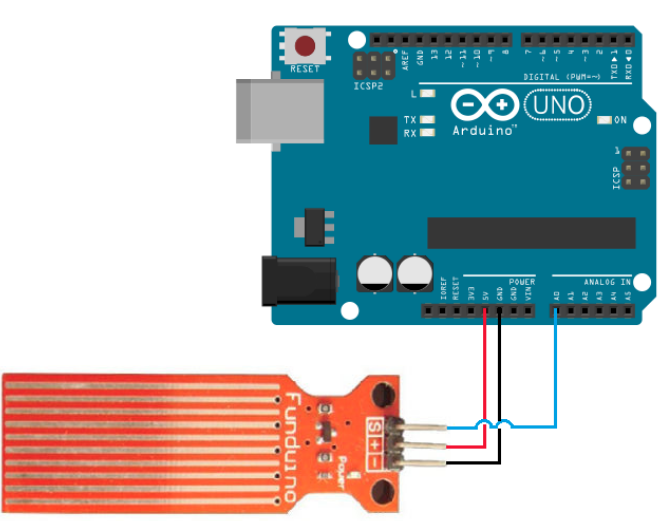 RESET
ICSP2
AREF
GND
13
12
~11
~10
~9
8
7
~6
~5
4
~3
2
TXD▶1
RXD◀0
DIGITAL (PWM=~)
L
TX
RX
UNO
Arduino™
ON
ICSP
1
POWER
ANALOG IN
IOREF
RESET
3V3
5V
GND
GND
VIN
A0
A1
A2
A3
A4
A5
Funduino
S
+
-
Power